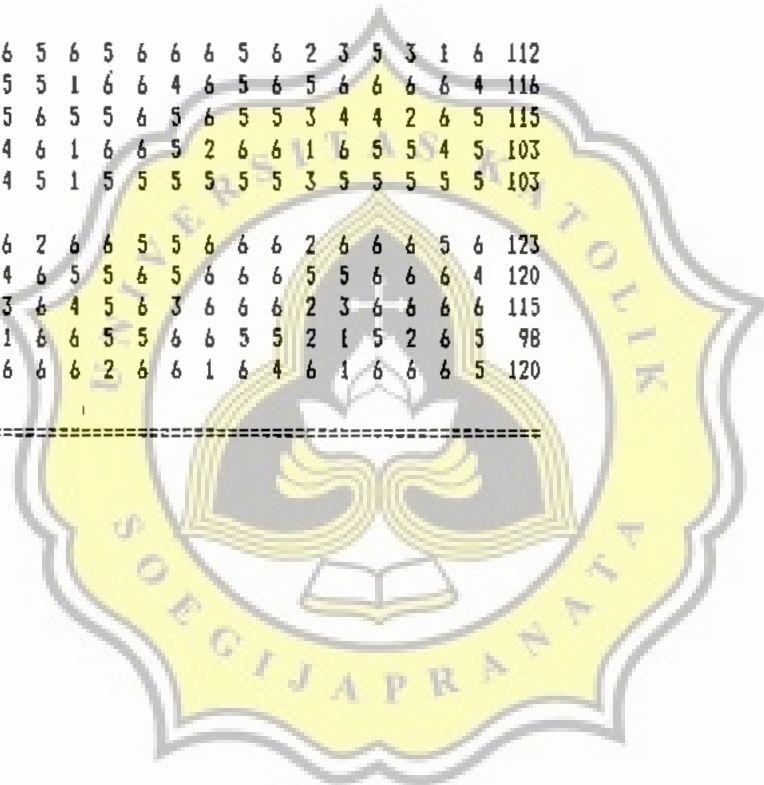 6 5 6 5 6 6 6 5 6 2 3 5 3 1 6 112
5 5 1 6 6 4 6 5 6 5 6 6 6 6 4 116
5 6 5 5 6 5 6 5 5 3 4 4 2 6 5 115
4 6 1 6 6 5 2 6 6 1 6 5 5 4 5 103
4 5 1 5 5 5 5 5 5 3 5 5 5 5 5 103
6 2 6 6 5 5 6 6 6 2 6 6 6 5 6 123
4 6 5 5 6 5 6 6 6 5 5 6 6 6 4 120
3 6 4 5 6 3 6 6 6 2 3 6 6 6 6 115
1 6 6 5 5 6 6 5 5 2 1 5 2 6 5 98
6 6 6 2 6 6 1 6 4 6 1 6 6 6 5 120
UNIVERSITAS KATOLIK
SOEGIJAPRANATA